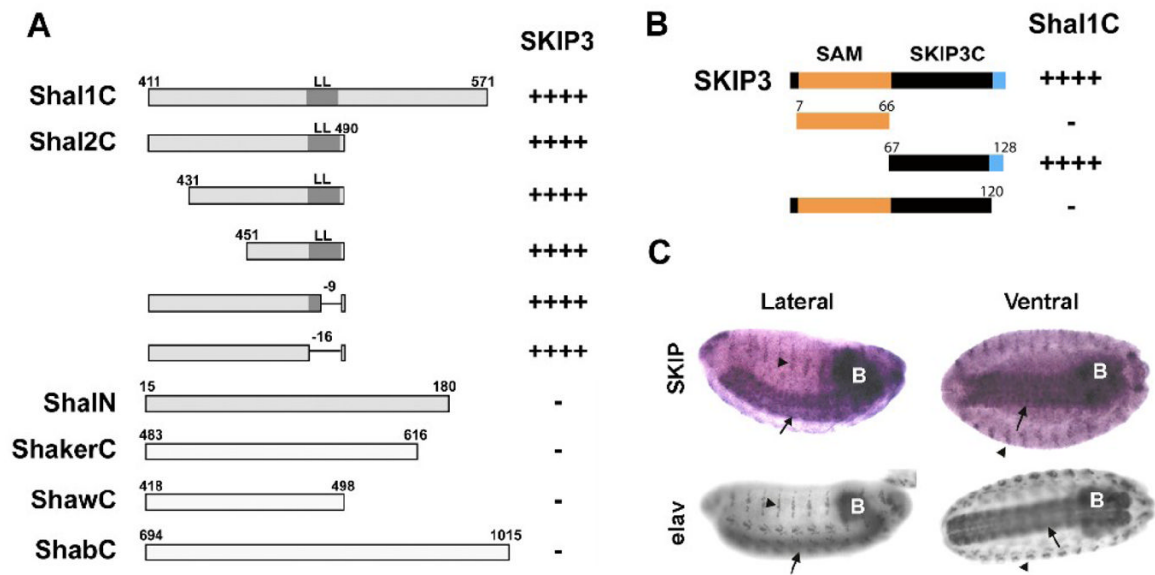 A
SKIP3
411 LL 571
Shal1C ++++
LL 490
Shal2C ++++
431 LL
++++
451 LL
++++
-9
++++
-16
++++
15 180
ShalN -
483 616
ShakerC -
418 498
ShawC -
694 1015
ShabC -
B
Shal1C
SAM SKIP3C
SKIP3 ++++
7 66
-
67 128
++++
120
-
C
Lateral Ventral
SKIP
B B
elav
B B